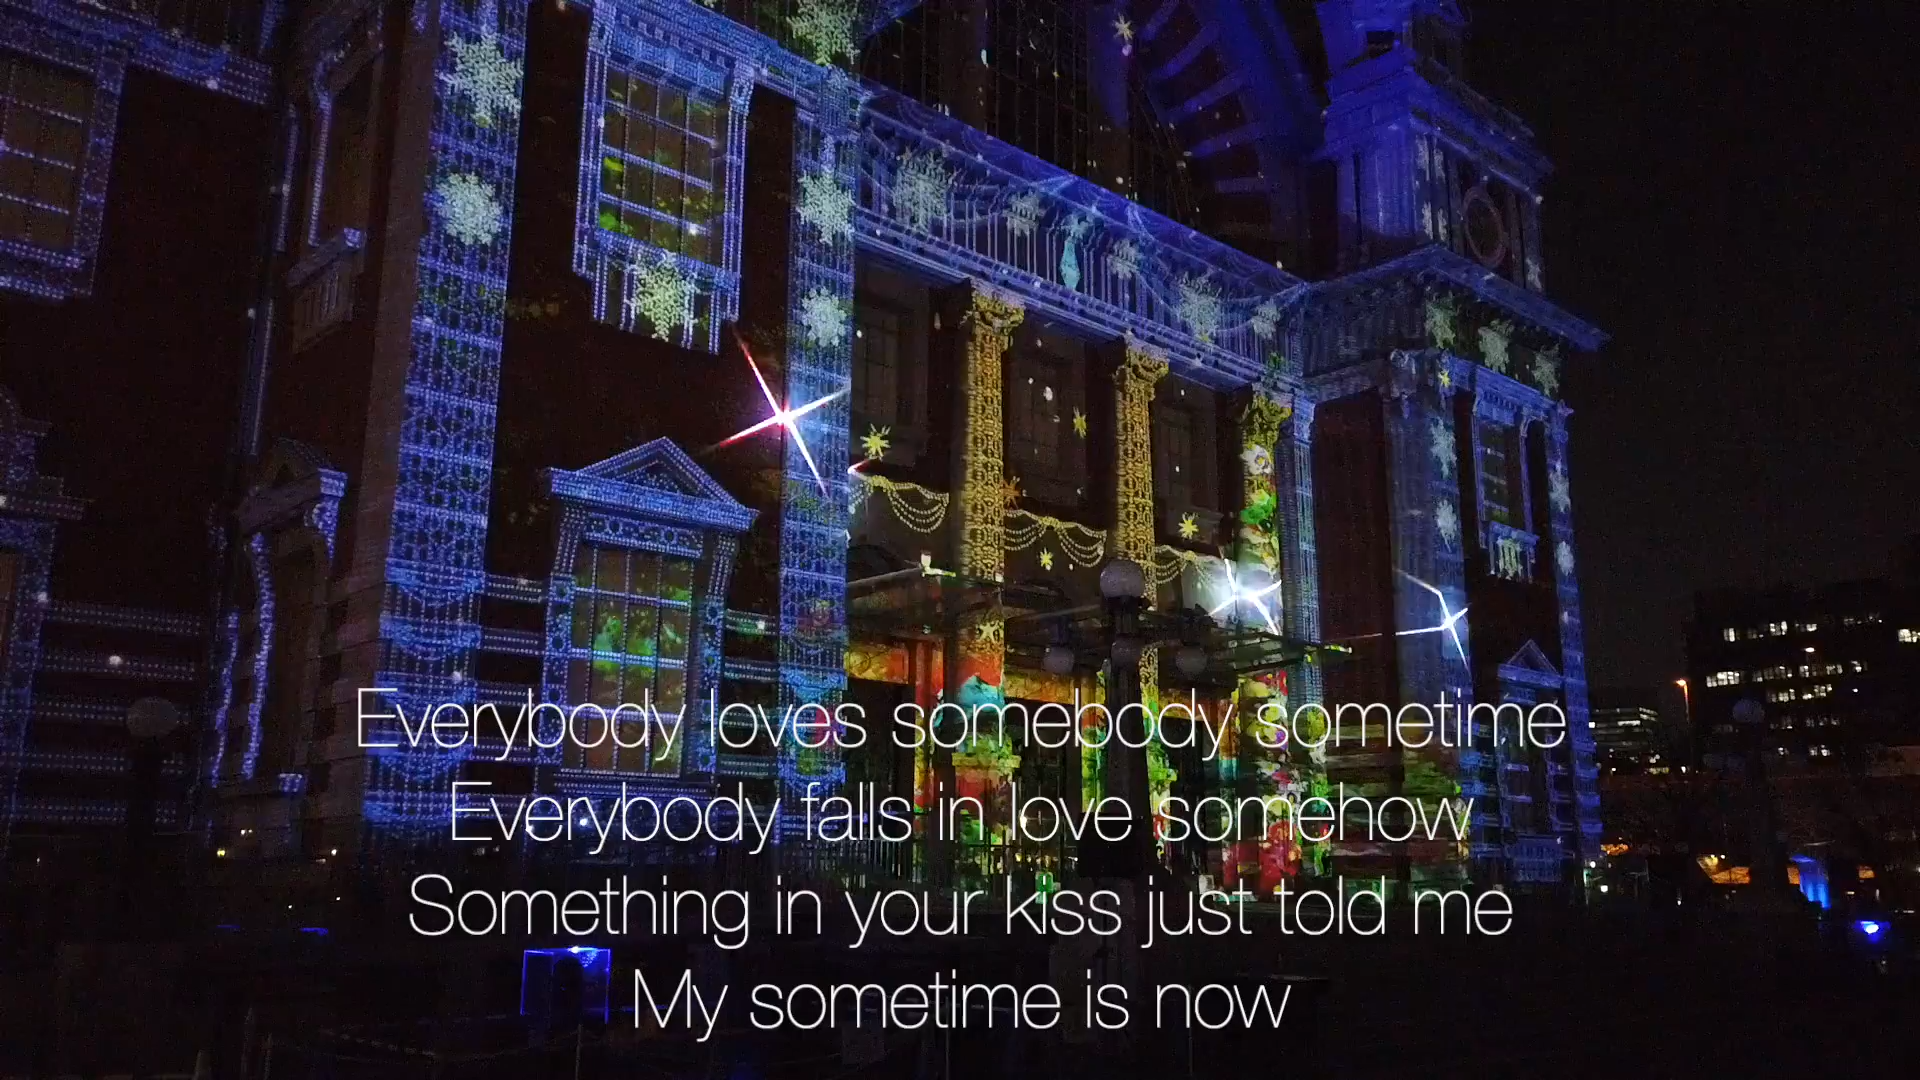 Everybody loves somebody sometime
Everybody falls in love somehow
Something in your kiss just told me
My sometime is now